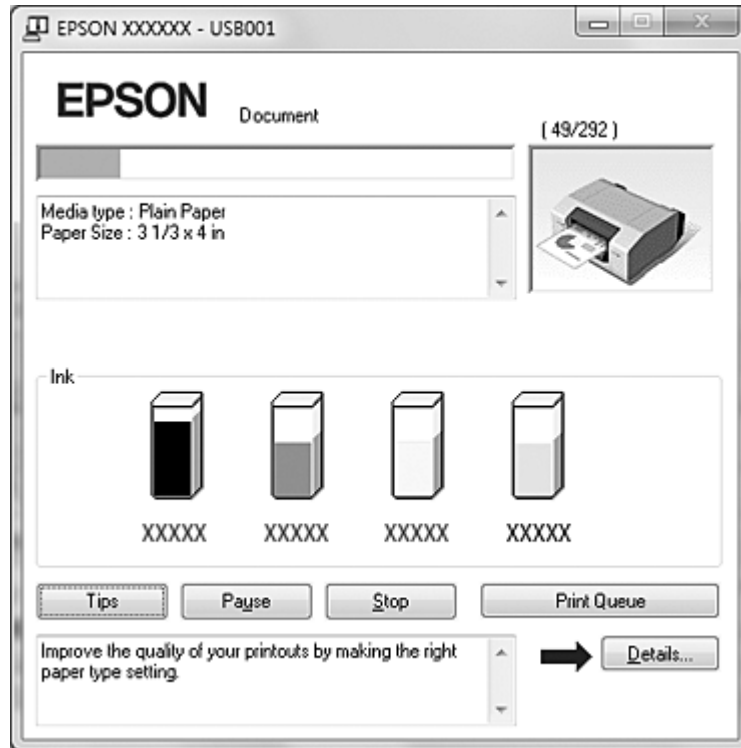 EPSON XXXXXX - USB001
EPSON Document
( 49/292 )
Media type : Plain Paper
Paper Size : 3 1/3 x 4 in
Ink
XXXXX XXXXX XXXXX XXXXX
Tips Pause Stop Print Queue
Improve the quality of your printouts by making the right
paper type setting.
Details...